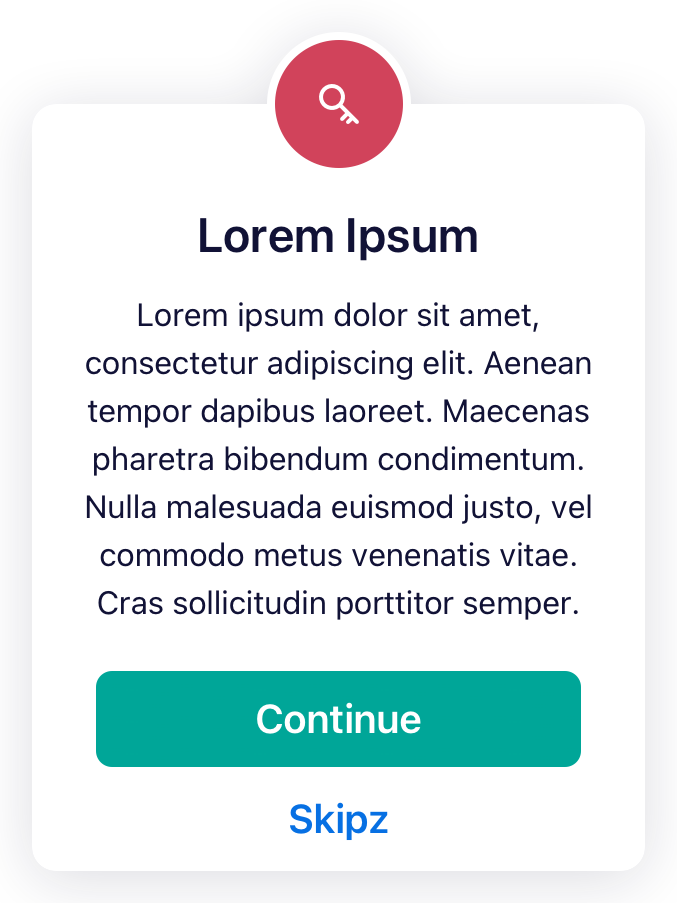 Lorem Ipsum
Lorem ipsum dolor sit amet,
consectetur adipiscing elit. Aenean
tempor dapibus laoreet. Maecenas
pharetra bibendum condimentum.
Nulla malesuada euismod justo, vel
commodo metus venenatis vitae.
Cras sollicitudin porttitor semper.
Continue
Skipz